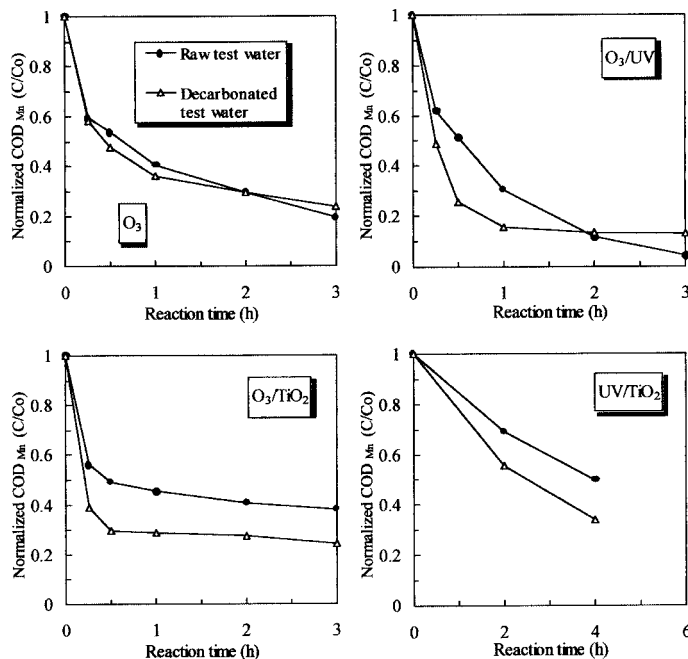 1
0.8
0.6
0.4
0.2
0
Normalized COD Mn (C/Co)
Raw test water
Decarbonated
test water
O3
0 1 2 3
Reaction time (h)
1
0.8
0.6
0.4
0.2
0
Normalized COD Mn (C/Co)
O3/UV
0 1 2 3
Reaction time (h)
1
0.8
0.6
0.4
0.2
0
Normalized COD Mn (C/Co)
O3/TiO2
0 1 2 3
Reaction time (h)
1
0.8
0.6
0.4
0.2
0
Normalized COD Mn (C/Co)
UV/TiO2
0 2 4 6
Reaction time (h)